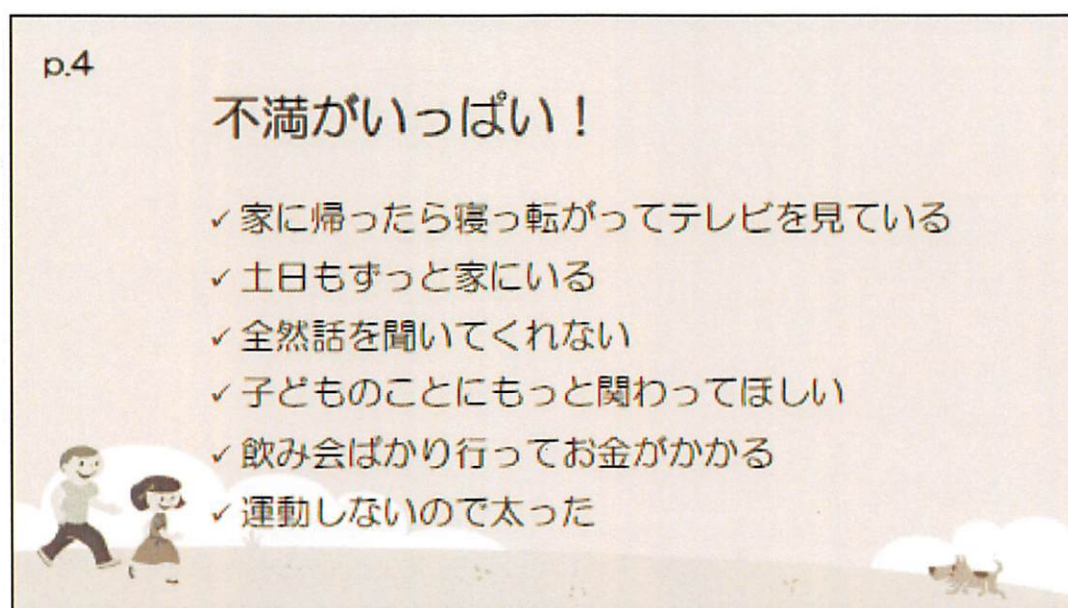 p.4
不満がいっぱい！
✓家に帰ったら寝っ転がってテレビを見ている
✓土日もずっと家にいる
✓全然話を聞いてくれない
✓子どものことにもっと関わってほしい
✓飲み会ばかり行ってお金がかかる
✓運動しないので太った